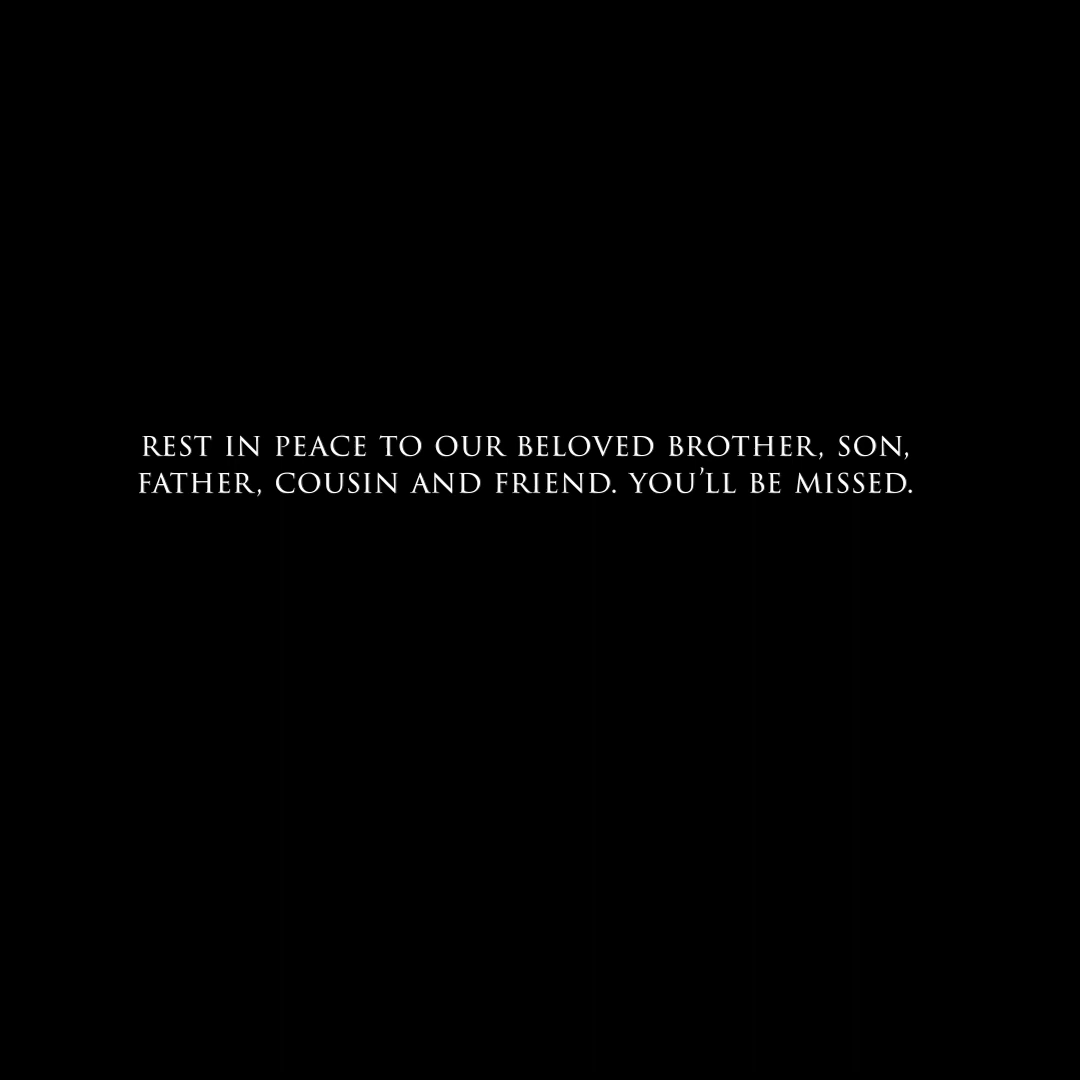 REST IN PEACE TO OUR BELOVED BROTHER, SON,
FATHER, COUSIN AND FRIEND. YOU’LL BE MISSED.